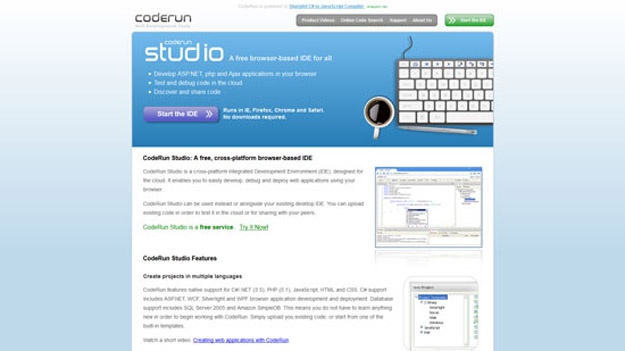 CodeRun is powered by SharpKit C# to JavaScript Compiler
coderun
Web Development Studio
Product Videos Online Code Search Support About Us
Start the IDE
coderun
studio A free browser-based IDE for all
Develop ASP.NET, php and Ajax applications in your browser
Test and debug code in the cloud
Discover and share code
Start the IDE
Runs in IE, Firefox, Chrome and Safari.
No downloads required.
CodeRun Studio: A free, cross-platform browser-based IDE
CodeRun Studio is a cross-platform Integrated Development Environment (IDE), designed for
the cloud. It enables you to easily develop, debug and deploy web applications using your
browser.
CodeRun Studio can be used instead or alongside your existing desktop IDE. You can upload
existing code in order to test it in the cloud or for sharing with your peers.
CodeRun Studio is a free service. Try It Now!
CodeRun Studio Features
Create projects in multiple languages
CodeRun features native support for C#/.NET (3.5), PHP (5.1), JavaScript, HTML and CSS. C# support
includes ASP.NET, WCF, Silverlight and WPF browser application development and deployment. Database
support includes SQL Server 2005 and Amazon SimpleDB. This means you do not have to learn anything
new in order to begin working with CodeRun. Simply upload you existing code, or start from one of the
built-in templates.
Watch a short video: Creating web applications with CodeRun